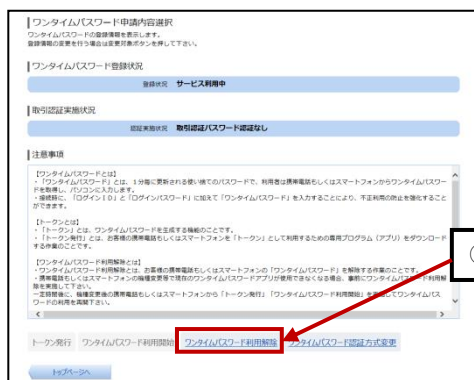 ワンタイムパスワード申請内容選択
ワンタイムパスワードの登録情報を表示します。
登録情報の変更を行う場合は変更対象ボタンを押して下さい。
ワンタイムパスワード登録状況
登録状況 サービス利用中
取引認証実施状況
認証実施状況 取引認証パスワード認証なし
注意事項
【ワンタイムパスワードとは】
・「ワンタイムパスワード」とは、1分毎に更新される使い捨てのパスワードで、利用者は携帯電話もしくはスマートフォンからワンタイムパスワー
ドを取得し、パソコンに入力します。
・接続時に、「ログインID」と「ログインパスワード」に加えて「ワンタイムパスワード」を入力することにより、不正利用の防止を強化すること
ができます。
【トークンとは】
・「トークン」とは、ワンタイムパスワードを生成する機能のことです。
・「トークン発行」とは、お客様の携帯電話もしくはスマートフォンを「トークン」として利用するための専用プログラム（アプリ）をダウンロード
する作業のことです。
【ワンタイムパスワード利用解除とは】
・ワンタイムパスワード利用解除とは、お客様の携帯電話もしくはスマートフォンの「ワンタイムパスワード」を解除する作業のことです。
・携帯電話もしくはスマートフォンの機種変更等で現在のワンタイムパスワードアプリが使用できなくなる場合、事前にワンタイムパスワード利用解
除を実施して下さい。
一定時間後に、機種変更後の携帯電話もしくはスマートフォンから「トークン発行」「ワンタイムパスワード利用開始」を実施してワンタイムパス
ワードの利用を再開下さい。
トークン発行 ワンタイムパスワード利用開始 ワンタイムパスワード利用解除 ワンタイムパスワード認証方式変更
トップページへ